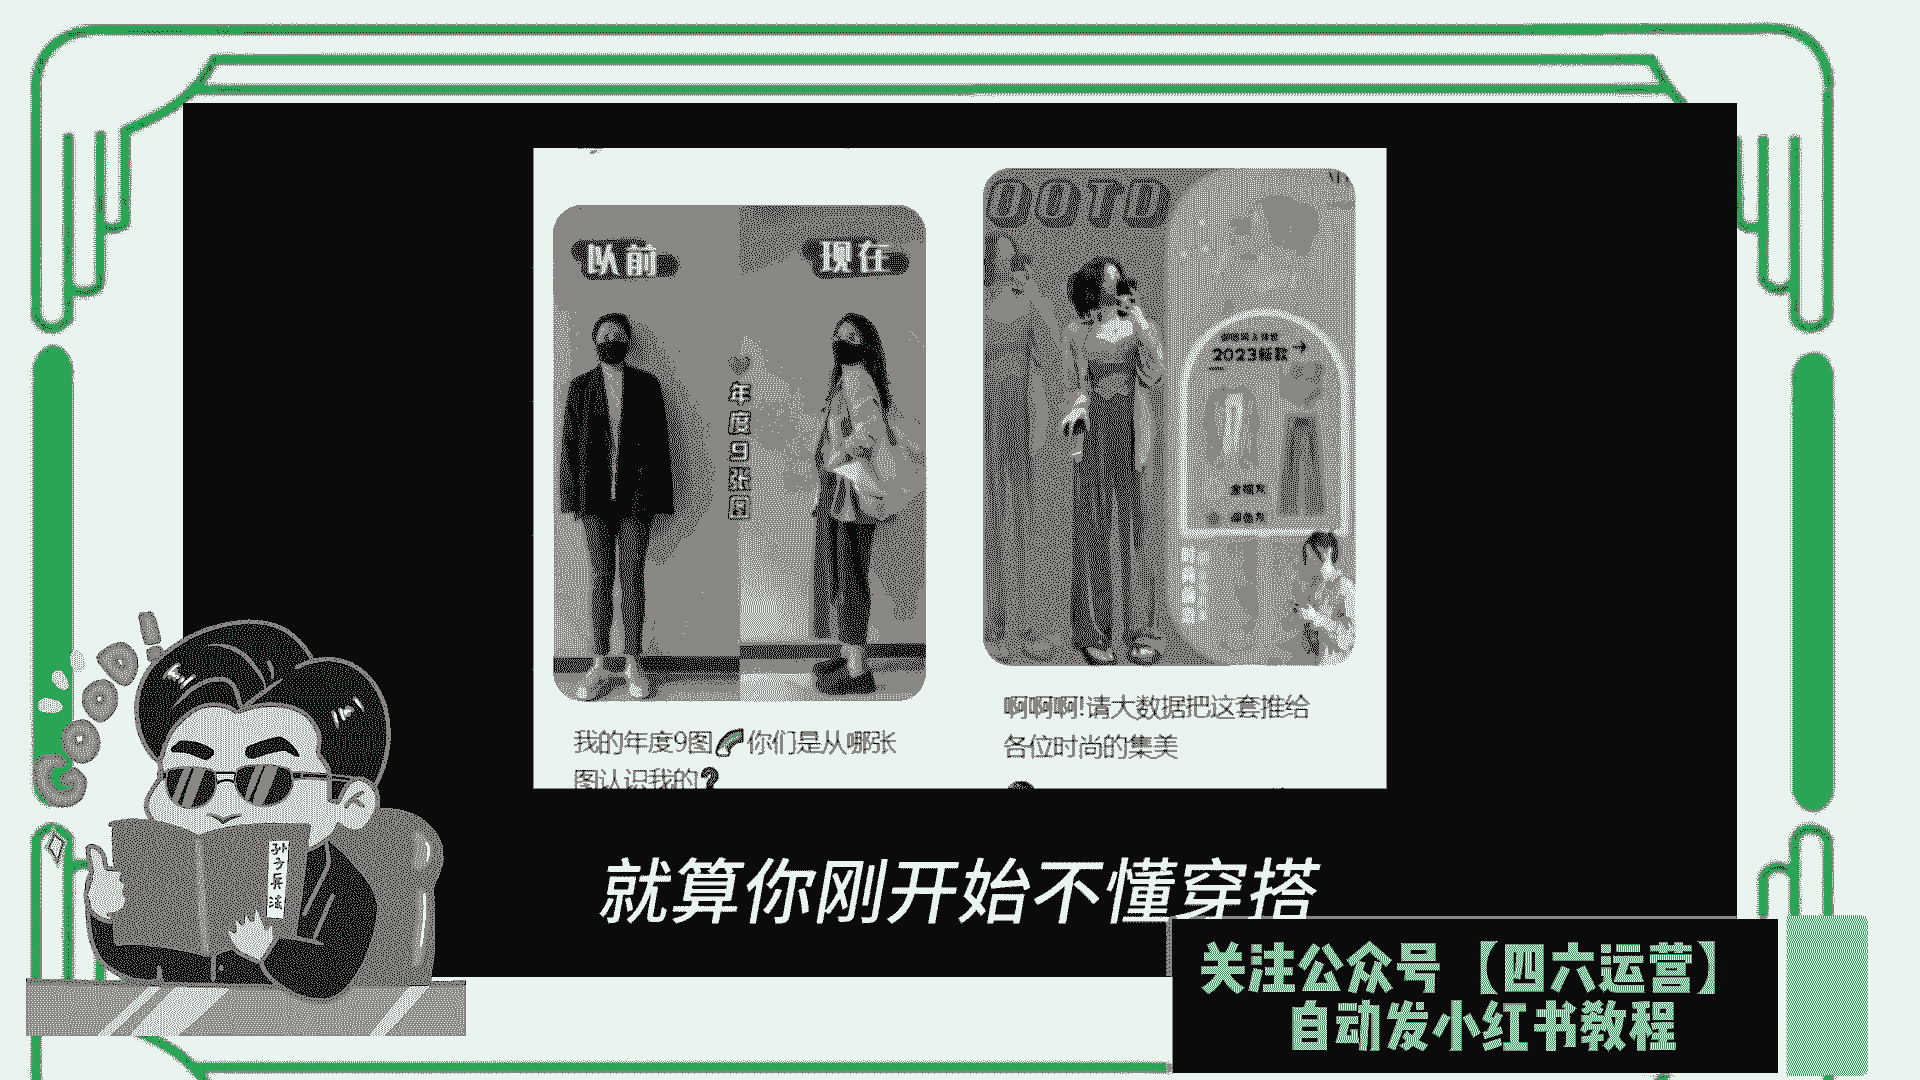 OOTD
以前
现在
年度9张图
2023新款
我的年度9图你们是从哪张
图认识我的?
啊啊啊!请大数据把这套推给
各位时尚的集美
孙子兵法
就算你刚开始不懂穿搭
关注公众号【四六运营】
自动发小红书教程